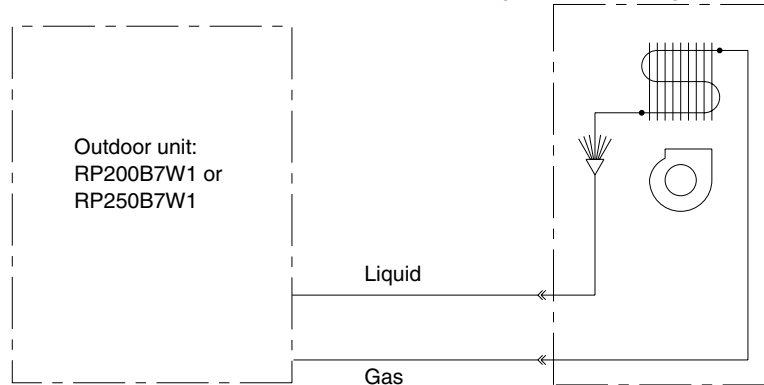 Outdoor unit:
RP200B7W1 or
RP250B7W1
Liquid
Gas